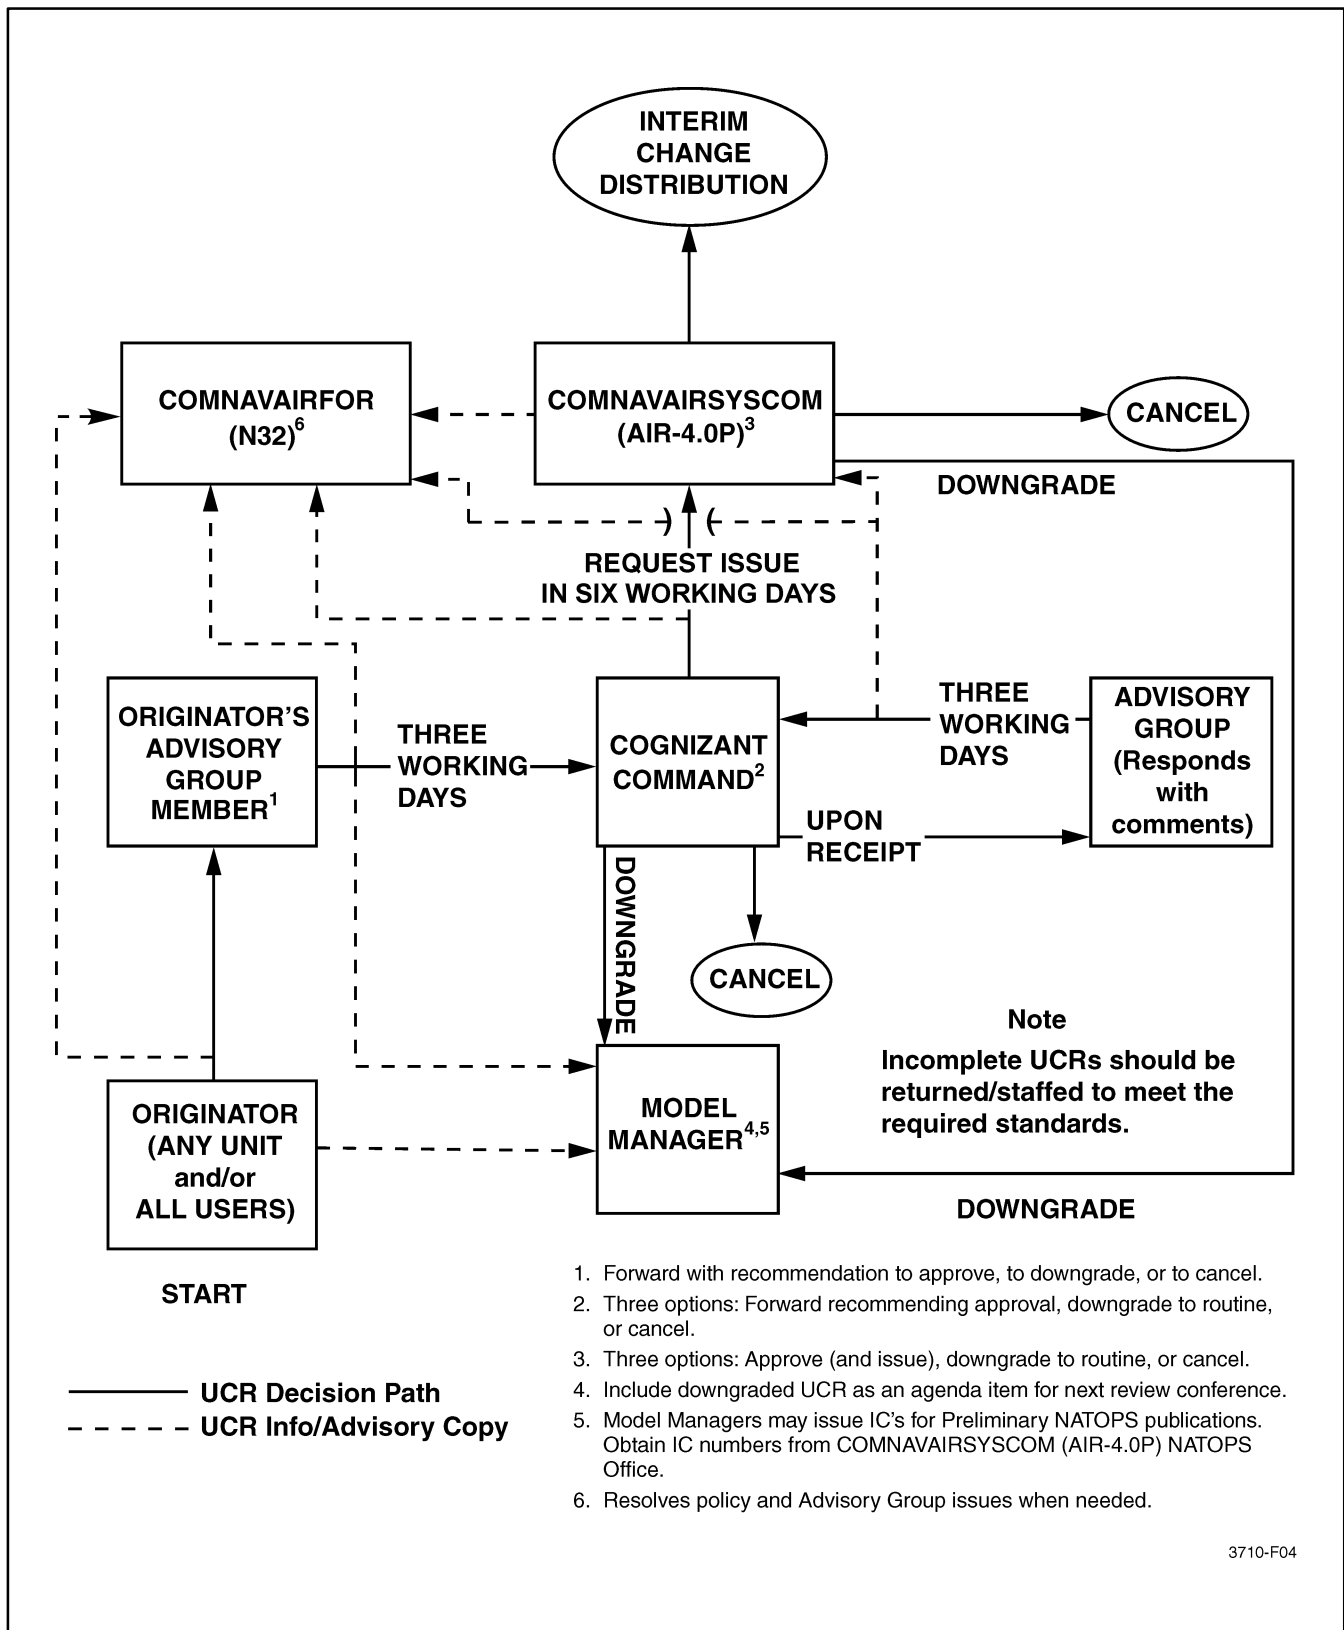 INTERIM
CHANGE
DISTRIBUTION
COMNAVAIRFOR
(N32)6
COMNAVAIRSYSCOM
(AIR-4.0P)3
CANCEL
DOWNGRADE
REQUEST ISSUE
IN SIX WORKING DAYS
ORIGINATOR'S
ADVISORY
GROUP
MEMBER1
THREE
WORKING
DAYS
COGNIZANT
COMMAND2
THREE
WORKING
DAYS
ADVISORY
GROUP
(Responds
with
comments)
UPON
RECEIPT
DOWNGRADE
CANCEL
Note
Incomplete UCRs should be
returned/staffed to meet the
required standards.
ORIGINATOR
(ANY UNIT
and/or
ALL USERS)
MODEL
MANAGER4,5
DOWNGRADE
START
UCR Decision Path
UCR Info/Advisory Copy
1. Forward with recommendation to approve, to downgrade, or to cancel.
2. Three options: Forward recommending approval, downgrade to routine,
or cancel.
3. Three options: Approve (and issue), downgrade to routine, or cancel.
4. Include downgraded UCR as an agenda item for next review conference.
5. Model Managers may issue IC's for Preliminary NATOPS publications.
Obtain IC numbers from COMNAVAIRSYSCOM (AIR-4.0P) NATOPS
Office.
6. Resolves policy and Advisory Group issues when needed.
3710-F04